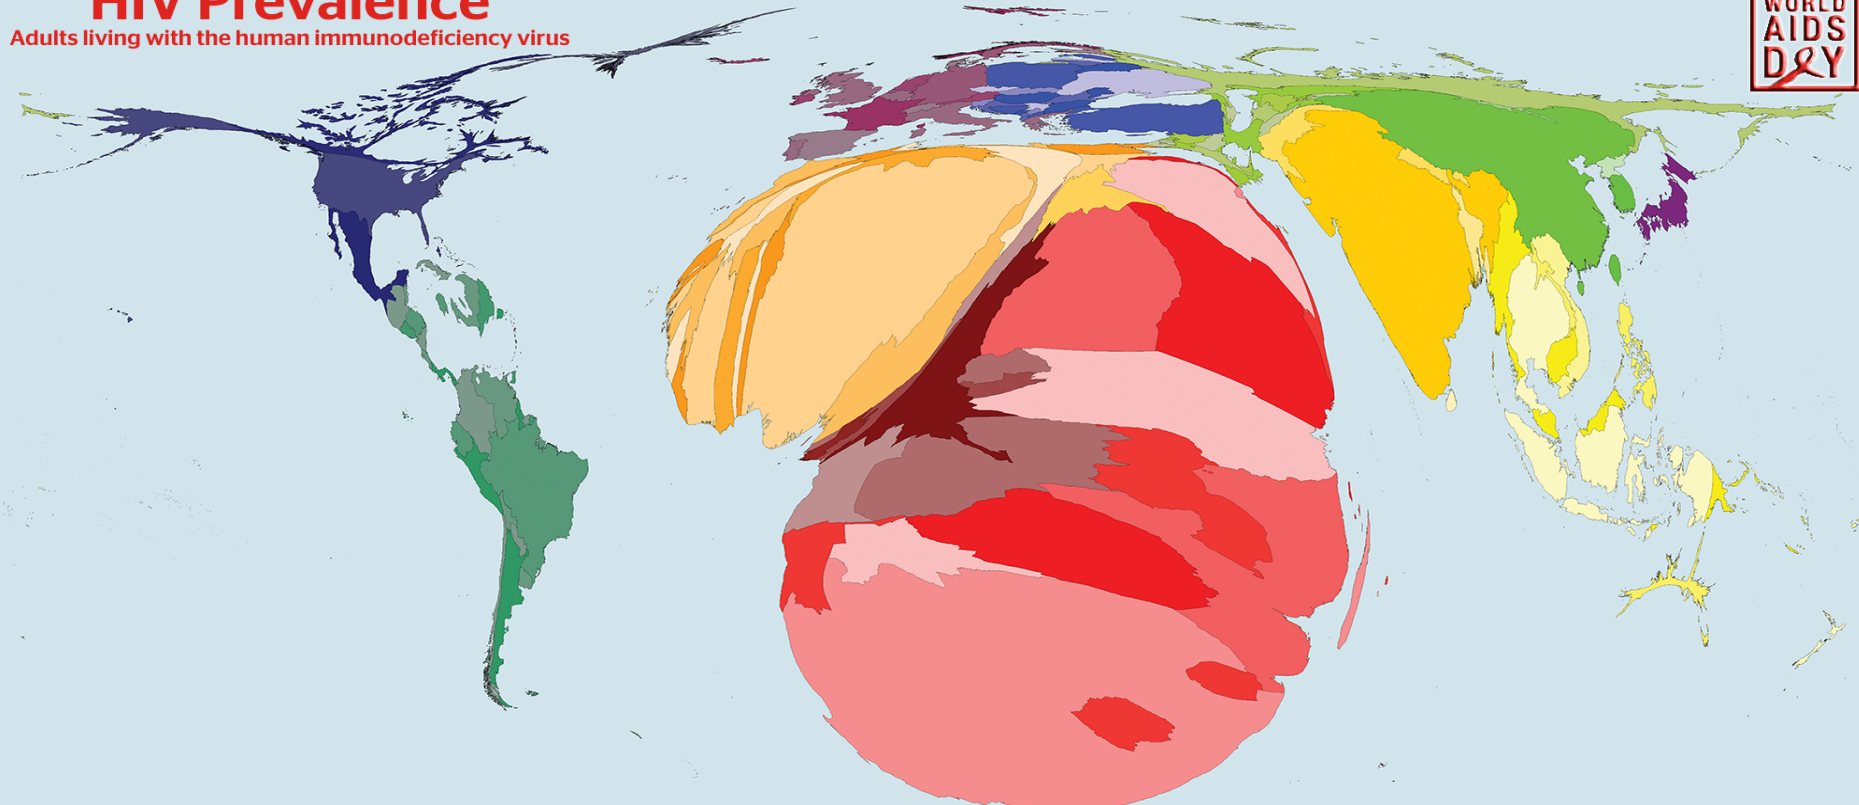 HIV Prevalence
Adults living with the human immunodeficiency virus
WORLD
AIDS
DAY